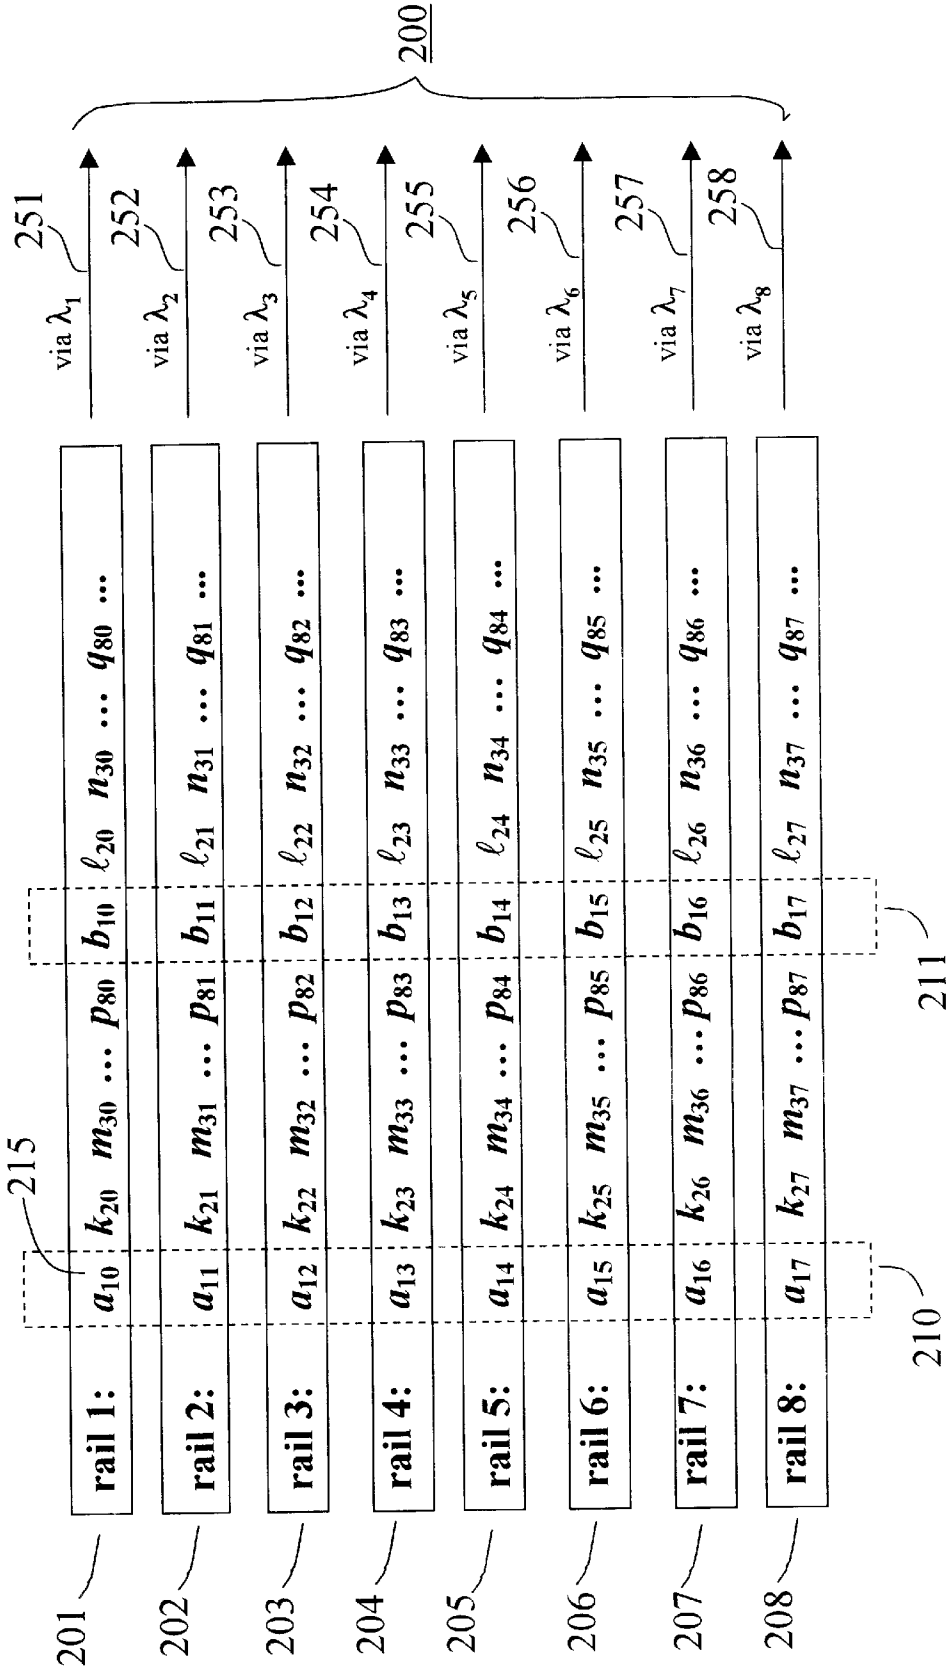 215
201 rail 1: a₁₀ k₂₀ m₃₀ ... p₈₀ b₁₀ ℓ₂₀ n₃₀ ... q₈₀ ... via λ₁ 251
202 rail 2: a₁₁ k₂₁ m₃₁ ... p₈₁ b₁₁ ℓ₂₁ n₃₁ ... q₈₁ ... via λ₂ 252
203 rail 3: a₁₂ k₂₂ m₃₂ ... p₈₂ b₁₂ ℓ₂₂ n₃₂ ... q₈₂ ... via λ₃ 253
204 rail 4: a₁₃ k₂₃ m₃₃ ... p₈₃ b₁₃ ℓ₂₃ n₃₃ ... q₈₃ ... via λ₄ 254
200
205 rail 5: a₁₄ k₂₄ m₃₄ ... p₈₄ b₁₄ ℓ₂₄ n₃₄ ... q₈₄ ... via λ₅ 255
206 rail 6: a₁₅ k₂₅ m₃₅ ... p₈₅ b₁₅ ℓ₂₅ n₃₅ ... q₈₅ ... via λ₆ 256
207 rail 7: a₁₆ k₂₆ m₃₆ ... p₈₆ b₁₆ ℓ₂₆ n₃₆ ... q₈₆ ... via λ₇ 257
208 rail 8: a₁₇ k₂₇ m₃₇ ... p₈₇ b₁₇ ℓ₂₇ n₃₇ ... q₈₇ ... via λ₈ 258
210 211